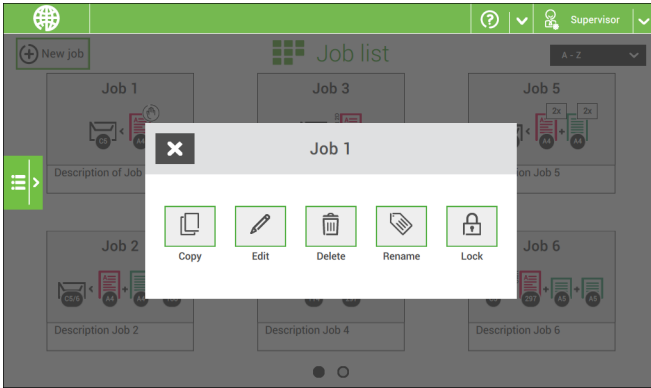 Supervisor
New job
Job list
A - Z
Job 1
Job 3
Job 5
2x
2x
C5
A4
A4
A4
Description of Job
on Job 5
Job 1
Copy
Edit
Delete
Rename
Lock
Job 2
Job 6
C5/6
A4
297
A5
A5
Description Job 2
Description Job 4
Description Job 6